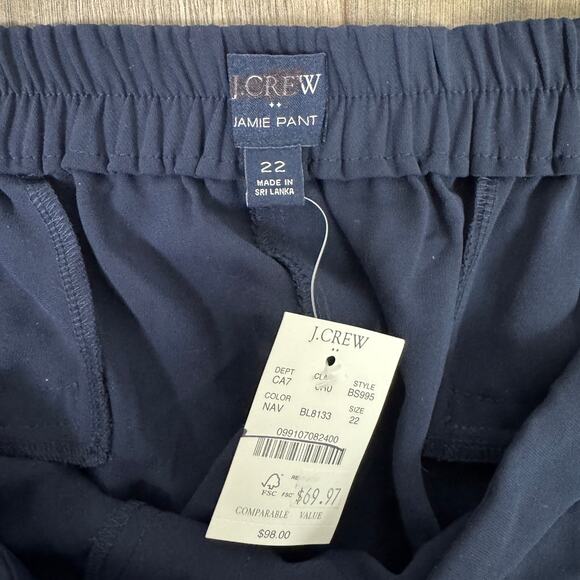 J.CREW
JAMIE PANT
22
MADE IN
SRI LANKA
J.CREW
DEPT STYLE
CA7 BS995
COLOR SIZE
NAV BL8133 22
099107082400
FSC FSC
$69.97
COMPARABLE VALUE
$98.00